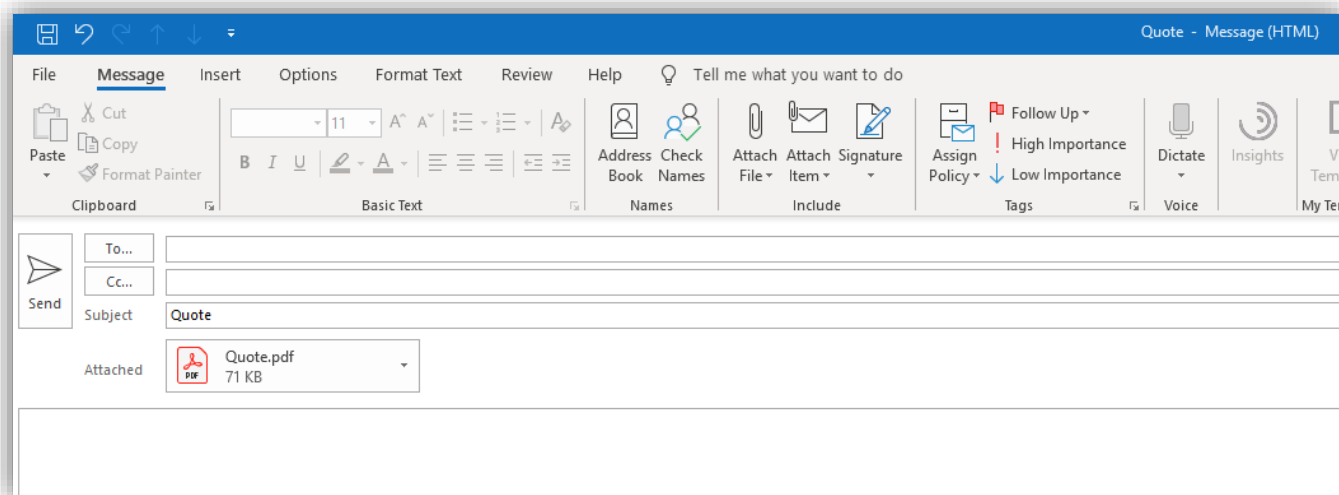 Quote - Message (HTML)
File Message Insert Options Format Text Review Help Tell me what you want to do
Paste
Cut
Copy
Format Painter
Clipboard
11
B I U
Basic Text
Address Book
Check Names
Names
Attach File
Attach Item
Signature
Include
Assign Policy
Follow Up
High Importance
Low Importance
Tags
Dictate
Voice
Insights
Send
To...
Cc...
Subject Quote
Attached
PDF
Quote.pdf
71 KB